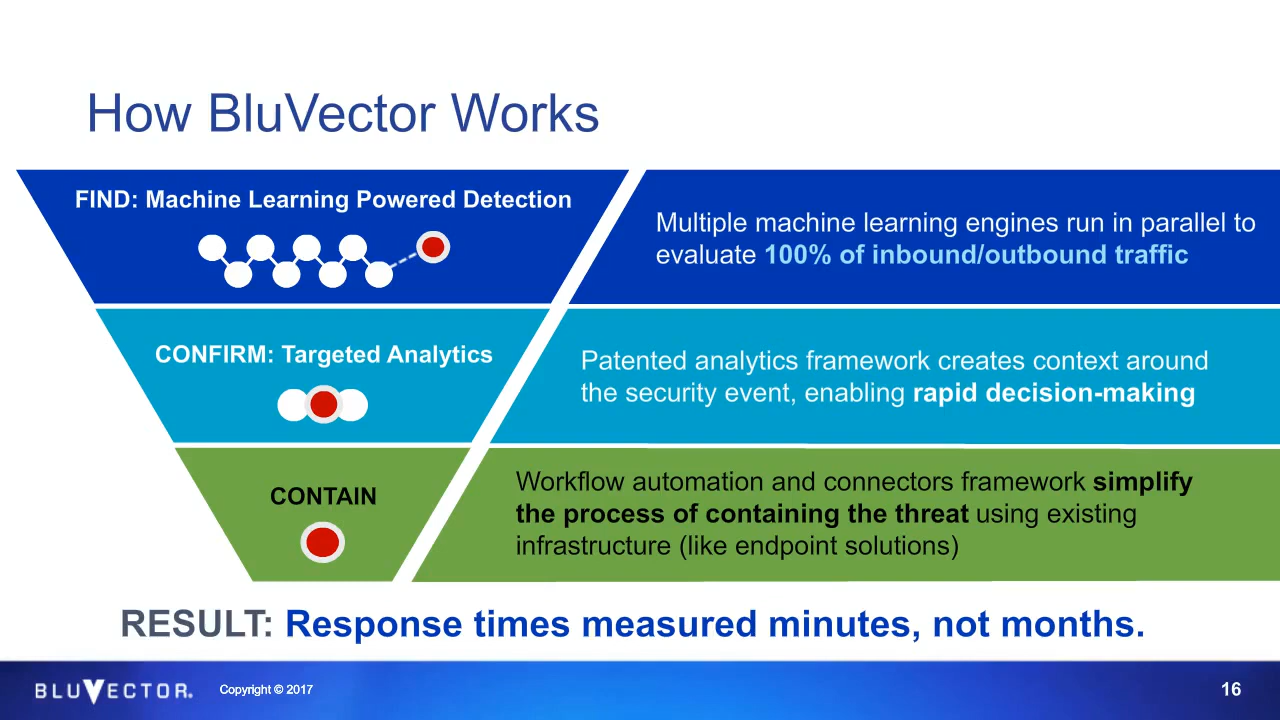 How BluVector Works
FIND: Machine Learning Powered Detection
Multiple machine learning engines run in parallel to
evaluate 100% of inbound/outbound traffic
CONFIRM: Targeted Analytics
Patented analytics framework creates context around
the security event, enabling rapid decision-making
CONTAIN
Workflow automation and connectors framework simplify
the process of containing the threat using existing
infrastructure (like endpoint solutions)
RESULT: Response times measured minutes, not months.
BLUVECTOR.
Copyright © 2017
16